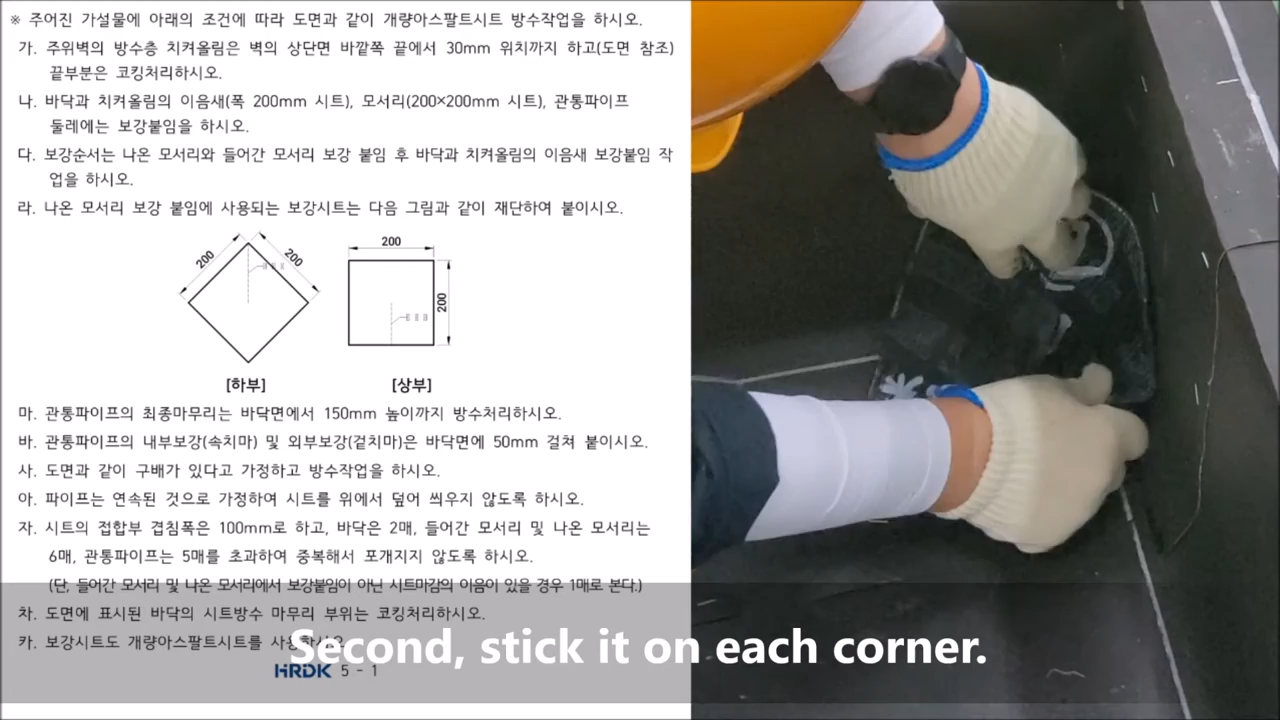 ※ 주어진 가설물에 아래의 조건에 따라 도면과 같이 개량아스팔트시트 방수작업을 하시오.
가. 주위벽의 방수층 치켜올림은 벽의 상단면 바깥쪽 끝에서 30mm 위치까지 하고(도면 참조)
끝부분은 코킹처리하시오.
나. 바닥과 치켜올림의 이음새(폭 200mm 시트), 모서리(200×200mm 시트), 관통파이프
둘레에는 보강붙임을 하시오.
다. 보강순서는 나온 모서리와 들어간 모서리 보강 붙임 후 바닥과 치켜올림의 이음새 보강붙임 작
업을 하시오.
라. 나온 모서리 보강 붙임에 사용되는 보강시트는 다음 그림과 같이 재단하여 붙이시오.
200 200 200
200
[하부] [상부]
마. 관통파이프의 최종마무리는 바닥면에서 150mm 높이까지 방수처리하시오.
바. 관통파이프의 내부보강(속치마) 및 외부보강(겉치마)은 바닥면에 50mm 걸쳐 붙이시오.
사. 도면과 같이 구배가 있다고 가정하고 방수작업을 하시오.
아. 파이프는 연속된 것으로 가정하여 시트를 위에서 덮어 씌우지 않도록 하시오.
자. 시트의 접합부 겹침폭은 100mm로 하고, 바닥은 2매, 들어간 모서리 및 나온 모서리는
6매, 관통파이프는 5매를 초과하여 중복해서 포개지지 않도록 하시오.
(단, 들어간 모서리 및 나온 모서리에서 보강붙임이 아닌 시트마감의 이음이 있을 경우 1매로 본다.)
차. 도면에 표시된 바닥의 시트방수 마무리 부위는 코킹처리하시오.
카. 보강시트도 개량아스팔트시트를
Second, stick it on each corner.
HRDK 5 - 1